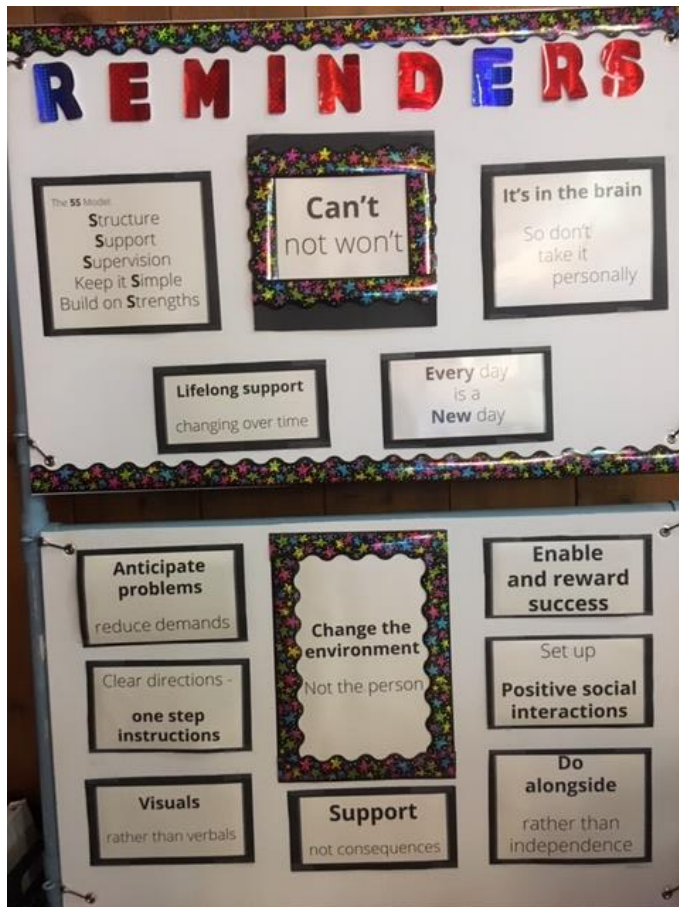 REMINDERS
The 5S Model
Structure
Support
Supervision
Keep it Simple
Build on Strengths
Can't
not won't
It's in the brain
So don't
take it
personally
Lifelong support
changing over time
Every day
is a
New day
Anticipate
problems
reduce demands
Change the
environment
Not the person
Enable
and reward
success
Clear directions -
one step
instructions
Set up
Positive social
interactions
Visuals
rather than verbals
Support
not consequences
Do
alongside
rather than
independence